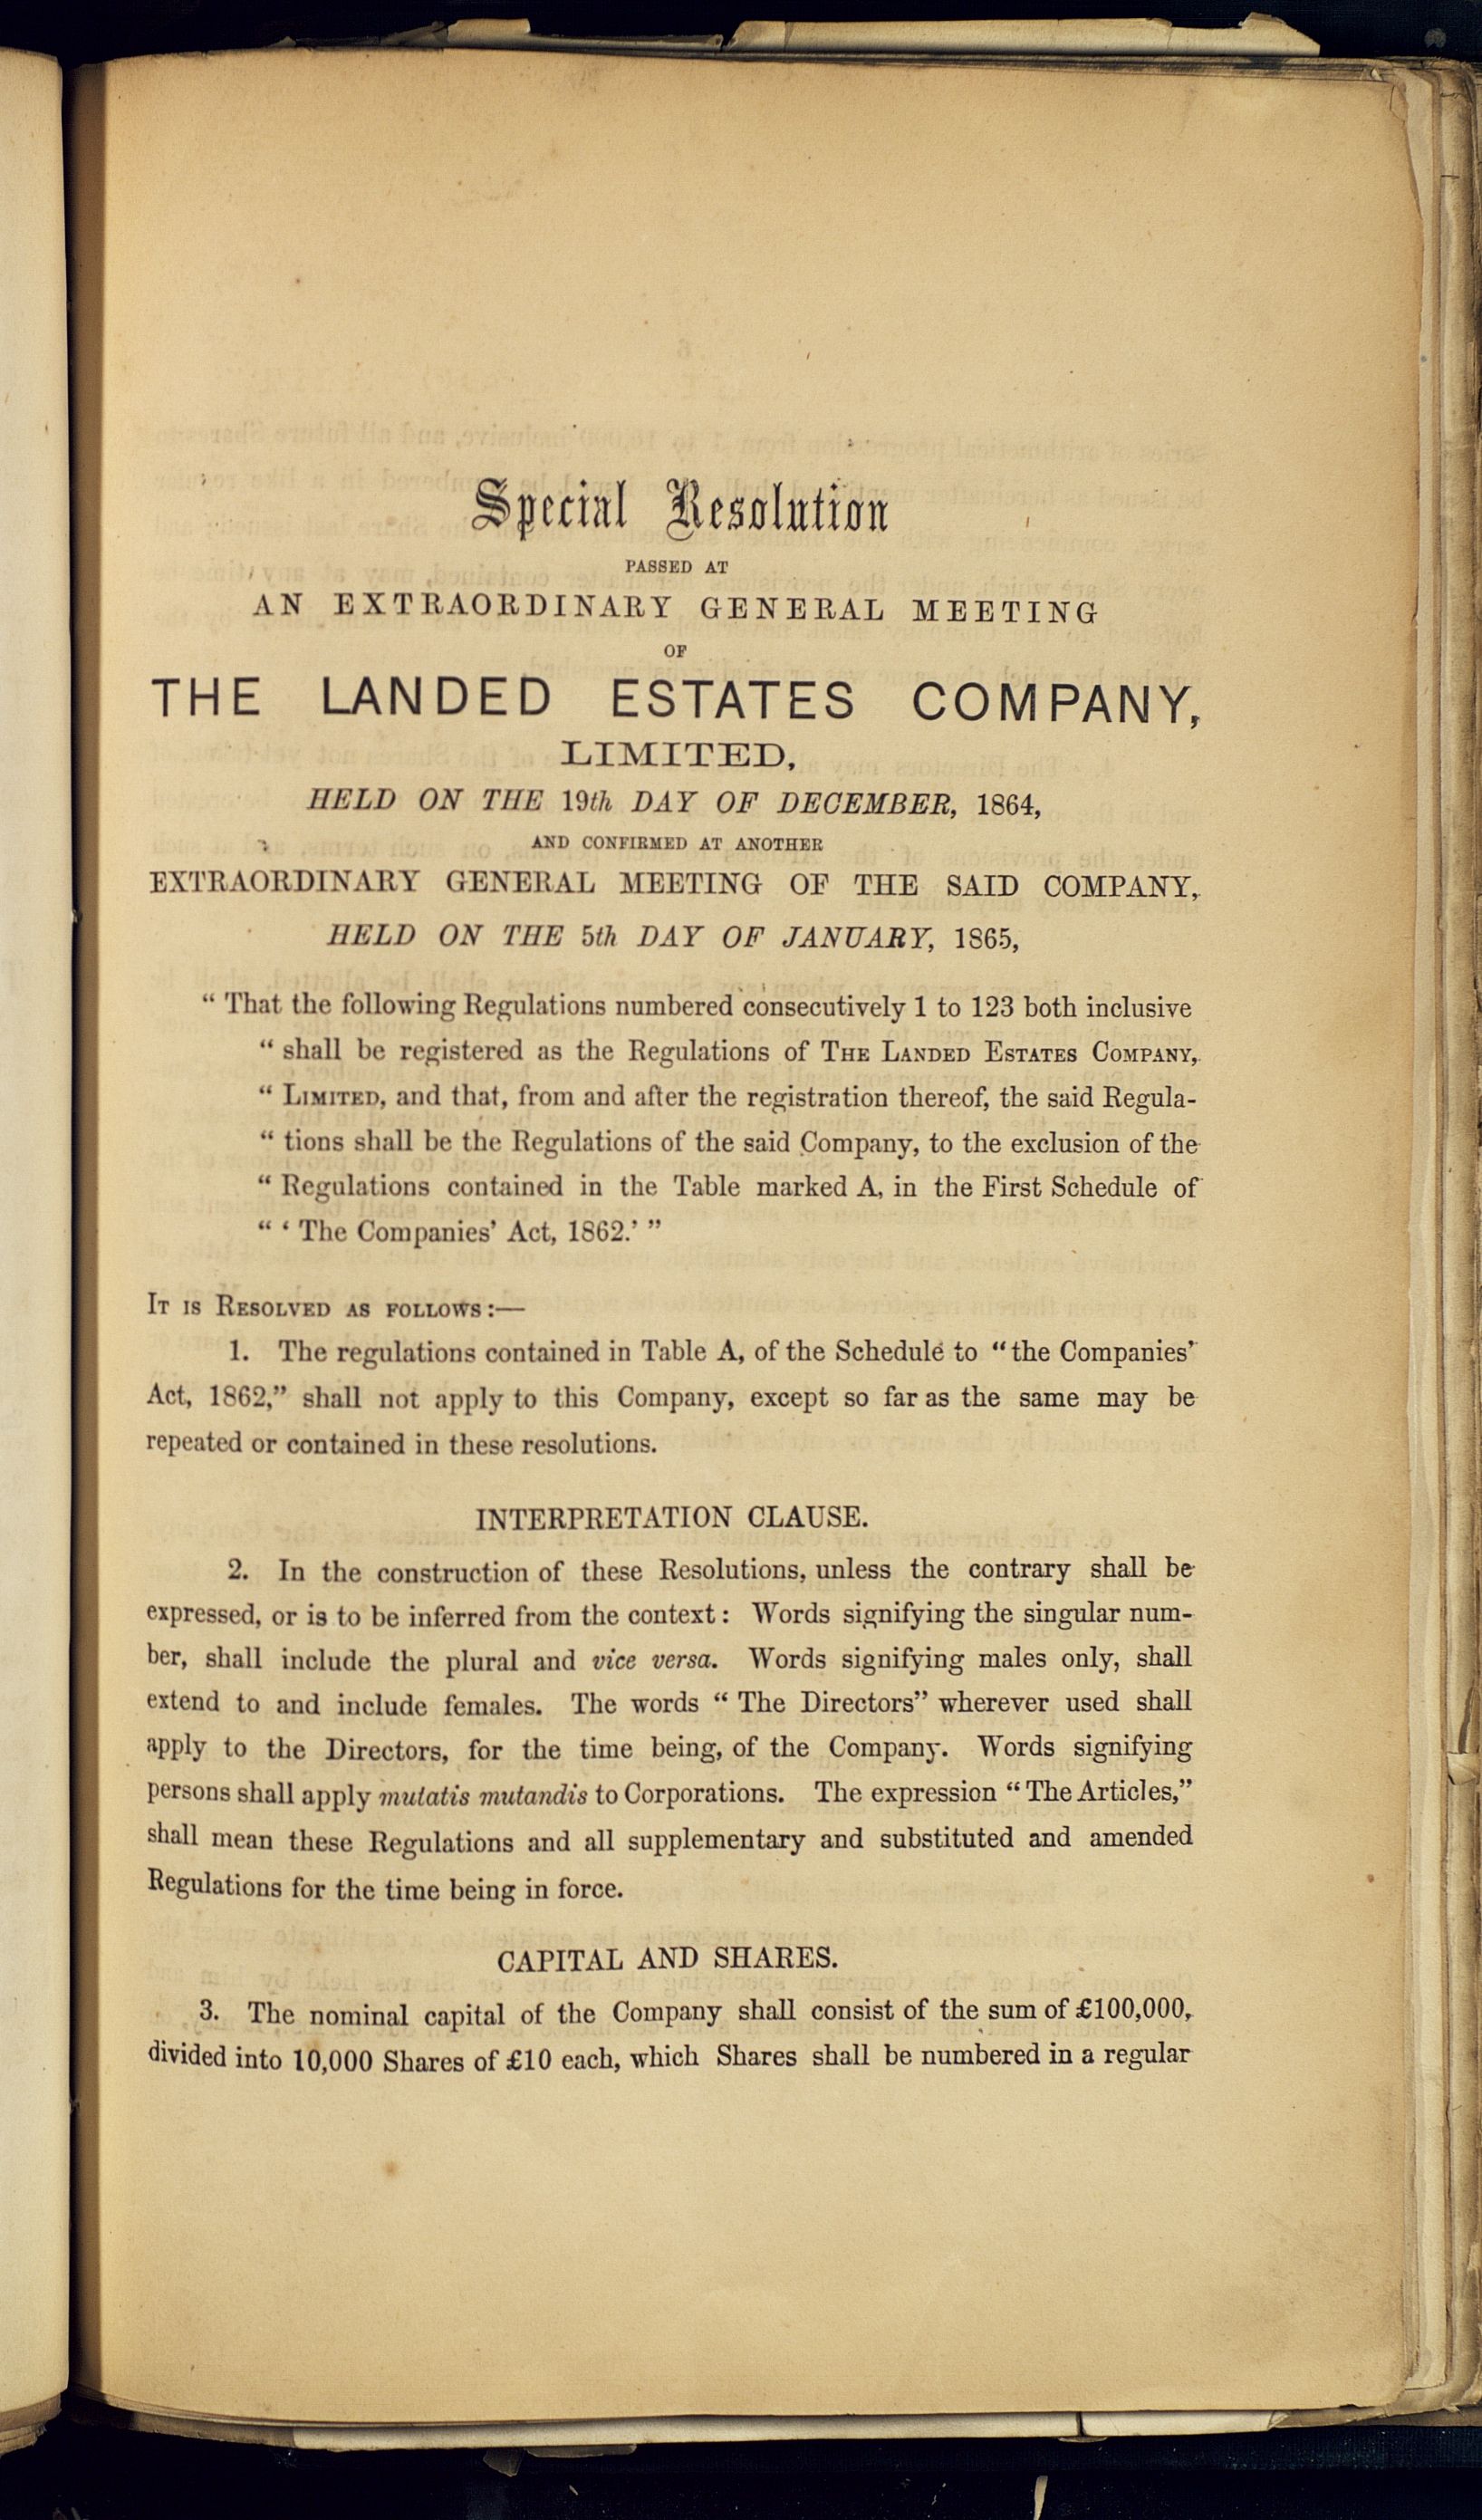 Special Resolution
PASSED AT
AN EXTRAORDINARY GENERAL MEETING
OF
THE LANDED ESTATES COMPANY,
LIMITED,
HELD ON THE 19th DAY OF DECEMBER, 1864,
AND CONFIRMED AT ANOTHER
EXTRAORDINARY GENERAL MEETING OF THE SAID COMPANY,
HELD ON THE 5th DAY OF JANUARY, 1865,
“ That the following Regulations numbered consecutively 1 to 123 both inclusive
“ shall be registered as the Regulations of THE LANDED ESTATES COMPANY,
“ LIMITED, and that, from and after the registration thereof, the said Regula-
“ tions shall be the Regulations of the said Company, to the exclusion of the
“ Regulations contained in the Table marked A, in the First Schedule of
“ ‘ The Companies’ Act, 1862.’ ”
IT IS RESOLVED AS FOLLOWS :—
1. The regulations contained in Table A, of the Schedule to “the Companies’
Act, 1862,” shall not apply to this Company, except so far as the same may be
repeated or contained in these resolutions.
INTERPRETATION CLAUSE.
2. In the construction of these Resolutions, unless the contrary shall be
expressed, or is to be inferred from the context : Words signifying the singular num-
ber, shall include the plural and vice versa. Words signifying males only, shall
extend to and include females. The words “ The Directors” wherever used shall
apply to the Directors, for the time being, of the Company. Words signifying
persons shall apply mutatis mutandis to Corporations. The expression “ The Articles,”
shall mean these Regulations and all supplementary and substituted and amended
Regulations for the time being in force.
CAPITAL AND SHARES.
3. The nominal capital of the Company shall consist of the sum of £100,000,
divided into 10,000 Shares of £10 each, which Shares shall be numbered in a regular